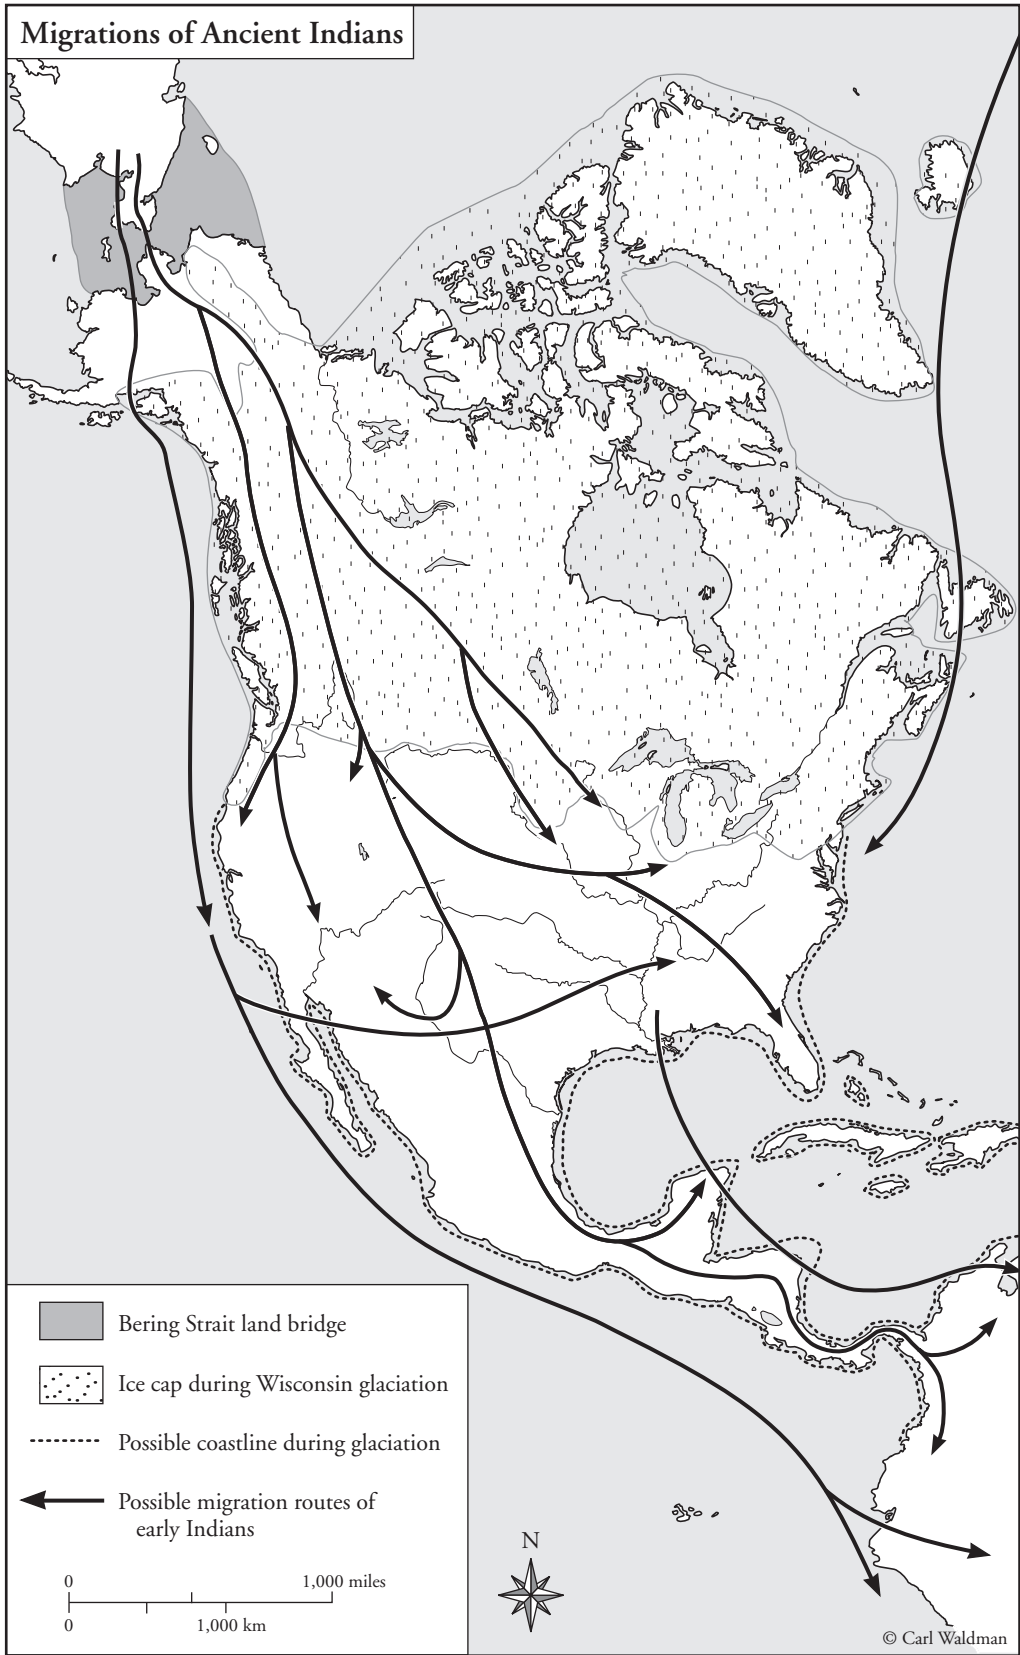 Migrations of Ancient Indians
Bering Strait land bridge
Ice cap during Wisconsin glaciation
Possible coastline during glaciation
Possible migration routes of
early Indians
0 1,000 miles
0 1,000 km
N
© Carl Waldman